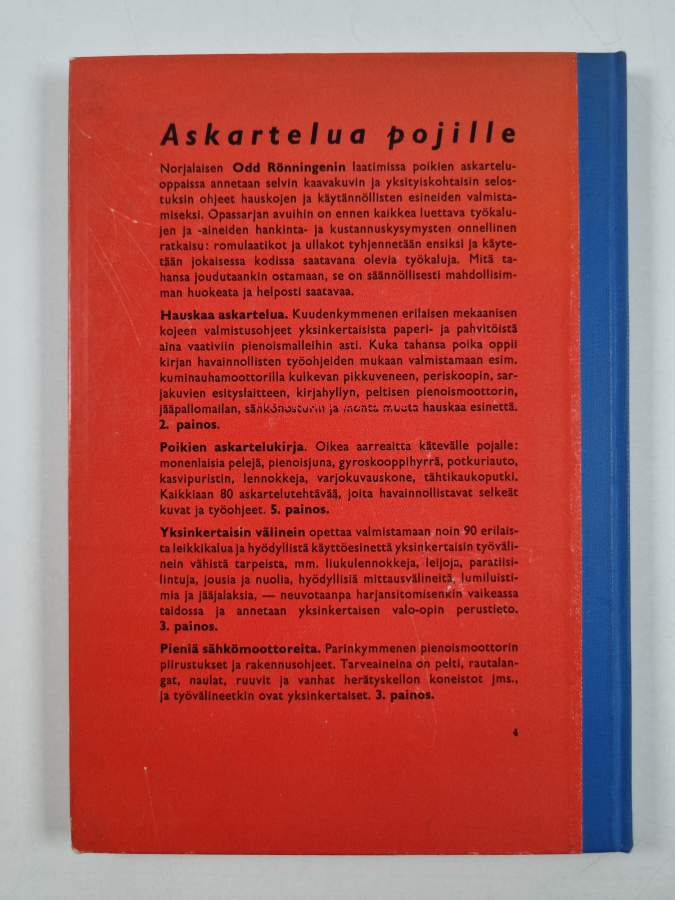 Askartelua pojille
Norjalaisen Odd Rönningenin laatimissa poikien askartelu-
oppaissa annetaan selvin kaavakuvin ja yksityiskohtaisin selos-
tuksin ohjeet hauskojen ja käytännöllisten esineiden valmista-
miseksi. Opassarjan avuihin on ennen kaikkea luettava työkalu-
jen ja -aineiden hankinta- ja kustannuskysymysten onnellinen
ratkaisu: romulaatikot ja ullakot tyhjennetään ensiksi ja käyte-
tään jokaisessa kodissa saatavana olevia työkaluja. Mitä ta-
hansa joudutaankin ostamaan, se on säännöllisesti mahdollisim-
man huokeata ja helposti saatavaa.
Hauskaa askartelua. Kuudenkymmenen erilaisen mekaanisen
kojeen valmistusohjeet yksinkertaisista paperi- ja pahvitöistä
aina vaativiin pienoismalleihin asti. Kuka tahansa poika oppii
kirjan havainnollisten työohjeiden mukaan valmistamaan esim.
kuminauhamoottorilla kulkevan pikkuveneen, periskoopin, sar-
jakuvien esityslaitteen, kirjahyllyn, peltisen pienoismoottorin,
jääpallomailan, sähkönosturin ja monta muuta hauskaa esinettä.
2. painos.
Poikien askartelukirja. Oikea aarreaitta kätevälle pojalle:
monenlaisia pelejä, pienoisjuna, gyroskooppihyrrä, potkuriauto,
kasvipuristin, lennokkeja, varjokuvauskone, tähtikaukoputki.
Kaikkiaan 80 askartelutehtävää, joita havainnollistavat selkeät
kuvat ja työohjeet. 5. painos.
Yksinkertaisin välinein opettaa valmistamaan noin 90 erilais-
ta leikkikalua ja hyödyllistä käyttöesinettä yksinkertaisin työväli-
nein vähistä tarpeista, mm. liukulennokkeja, leijoja, paratiisi-
lintuja, jousia ja nuolia, hyödyllisiä mittausvälineitä, lumiluisti-
mia ja jääjalaksia, — neuvotaanpa harjansitomisenkin vaikeassa
taidossa ja annetaan yksinkertaisen valo-opin perustieto.
3. painos.
Pieniä sähkömoottoreita. Parinkymmenen pienoismoottorin
piirustukset ja rakennusohjeet. Tarveaineina on pelti, rautalan-
gat, naulat, ruuvit ja vanhat herätyskellon koneistot jms.,
ja työvälineetkin ovat yksinkertaiset. 3. painos.
4